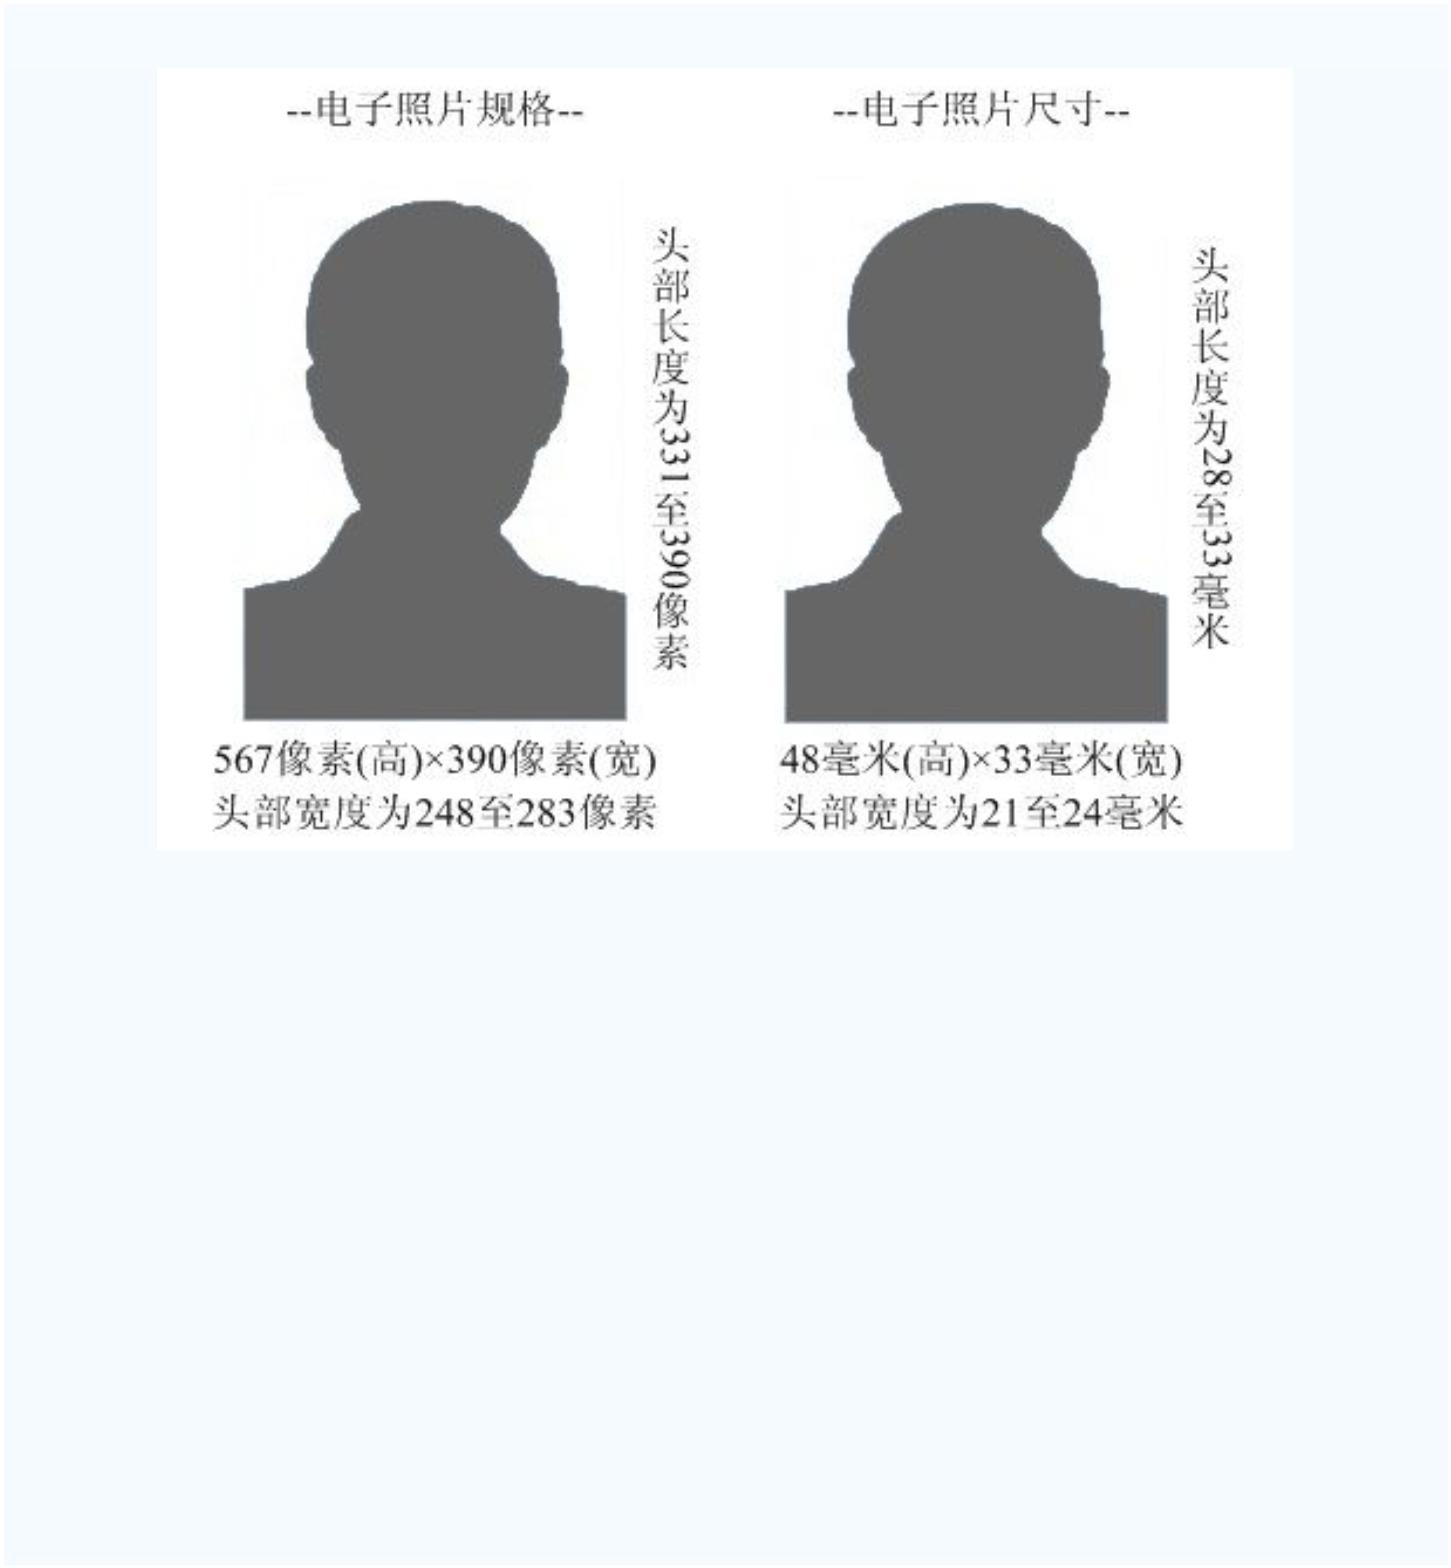 --电子照片规格--
头部长度为331至390像素
567像素(高)×390像素(宽)
头部宽度为248至283像素
--电子照片尺寸--
头部长度为28至33毫米
48毫米(高)×33毫米(宽)
头部宽度为21至24毫米